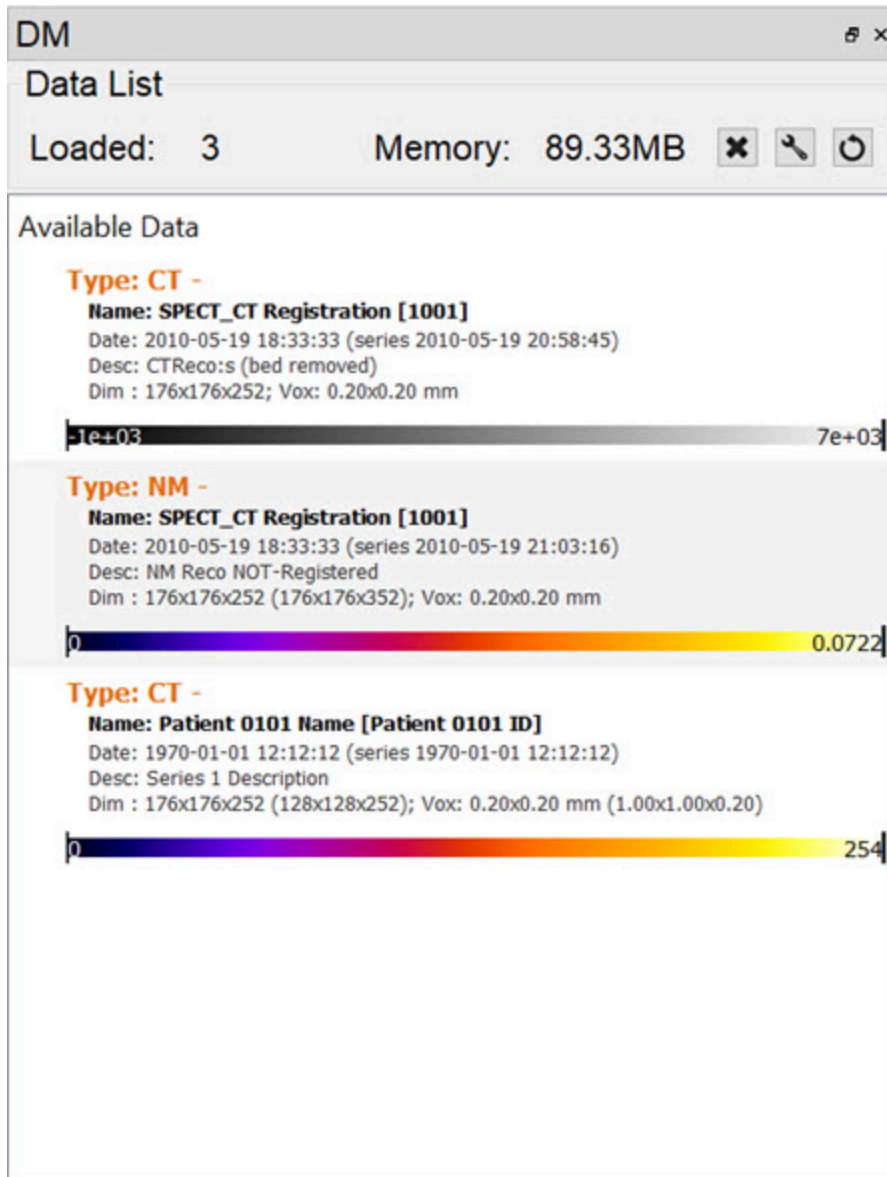 DM
Data List
Loaded: 3 Memory: 89.33MB
Available Data
Type: CT -
Name: SPECT_CT Registration [1001]
Date: 2010-05-19 18:33:33 (series 2010-05-19 20:58:45)
Desc: CTReco:s (bed removed)
Dim : 176x176x252; Vox: 0.20x0.20 mm
-1e+03 7e+03
Type: NM -
Name: SPECT_CT Registration [1001]
Date: 2010-05-19 18:33:33 (series 2010-05-19 21:03:16)
Desc: NM Reco NOT-Registered
Dim : 176x176x252 (176x176x352); Vox: 0.20x0.20 mm
0 0.0722
Type: CT -
Name: Patient 0101 Name [Patient 0101 ID]
Date: 1970-01-01 12:12:12 (series 1970-01-01 12:12:12)
Desc: Series 1 Description
Dim : 176x176x252 (128x128x252); Vox: 0.20x0.20 mm (1.00x1.00x0.20)
0 254